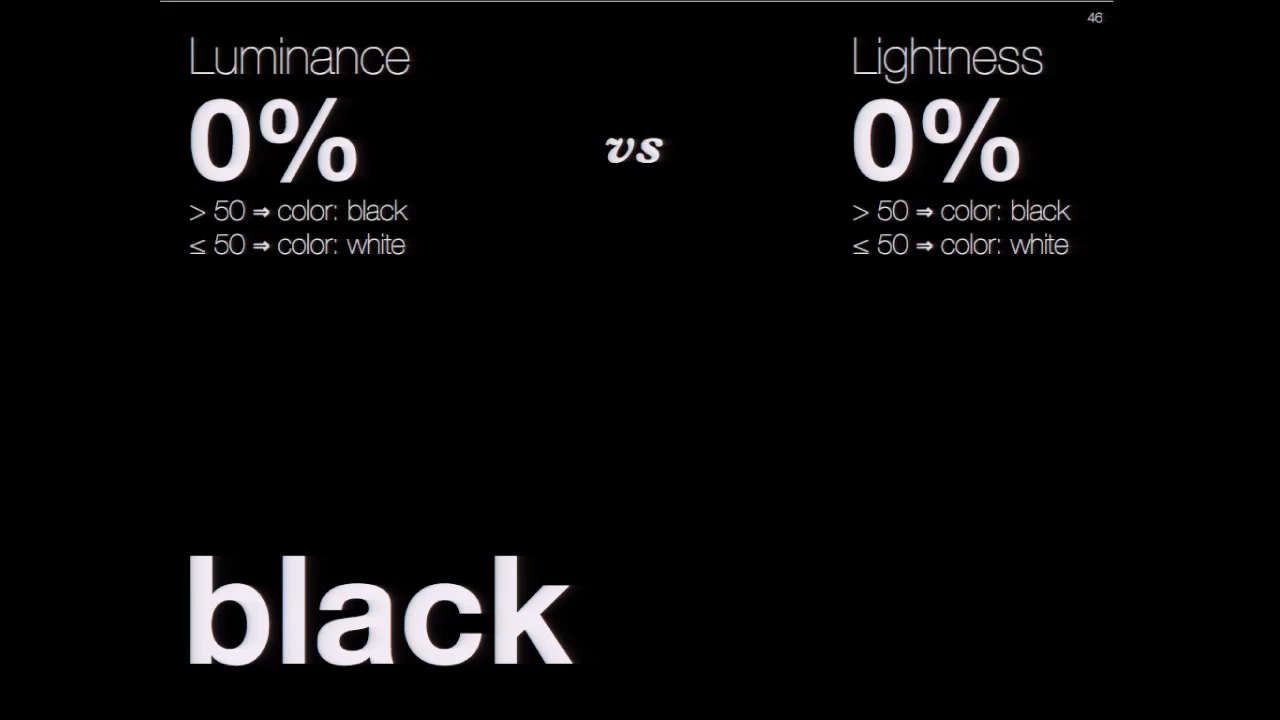 46
Luminance
0%
> 50 ⇒ color: black
≤ 50 ⇒ color: white
vs
Lightness
0%
> 50 ⇒ color: black
≤ 50 ⇒ color: white
black